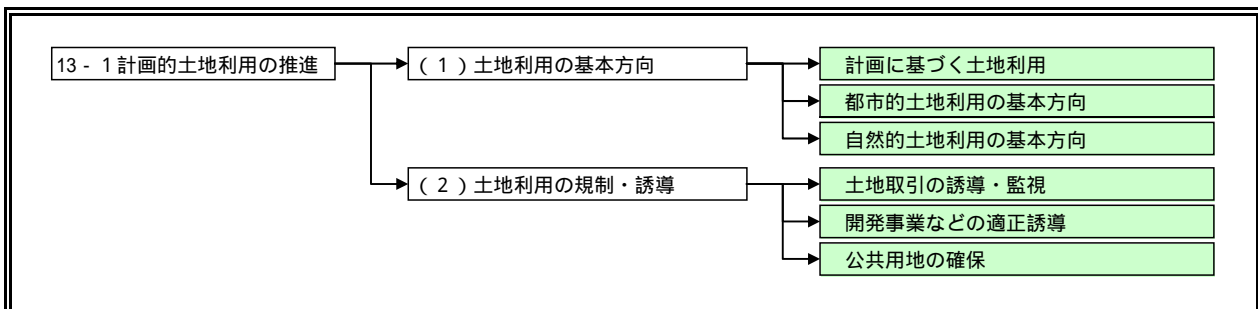 13‐1計画的土地利用の推進
(1)土地利用の基本方向
計画に基づく土地利用
都市的土地利用の基本方向
自然的土地利用の基本方向
(2)土地利用の規制・誘導
土地取引の誘導・監視
開発事業などの適正誘導
公共用地の確保